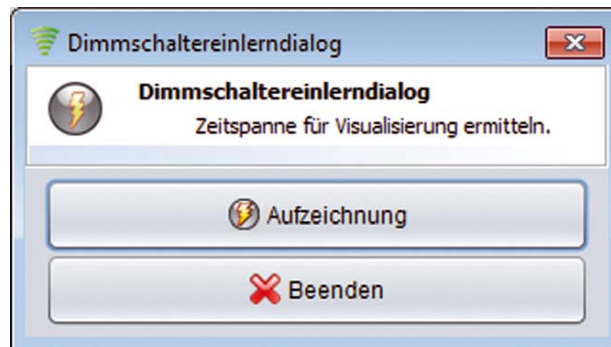 Dimmschaltereinlerndialog
Dimmschaltereinlerndialog
Zeitspanne für Visualisierung ermitteln.
Aufzeichnung
Beenden